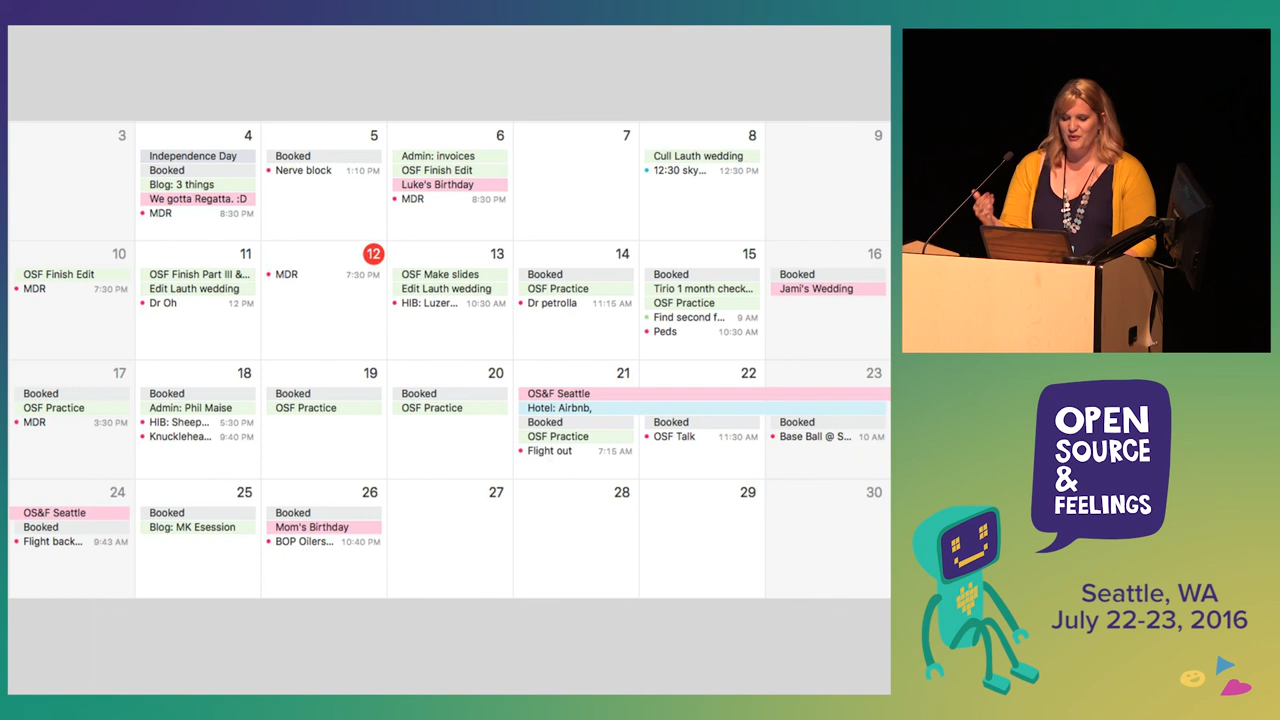 3
4
Independence Day
Booked
Blog: 3 things
We gotta Regatta. :D
MDR 8:30 PM
5
Booked
Nerve block 1:10 PM
6
Admin: invoices
OSF Finish Edit
Luke's Birthday
MDR 8:30 PM
7
8
Cull Lauth wedding
12:30 sky... 12:30 PM
9
10
OSF Finish Edit
MDR 7:30 PM
11
OSF Finish Part III &...
Edit Lauth wedding
Dr Oh 12 PM
12
MDR 7:30 PM
13
OSF Make slides
Edit Lauth wedding
HIB: Luzer... 10:30 AM
14
Booked
OSF Practice
Dr petrolla 11:15 AM
15
Booked
Tirio 1 month check...
OSF Practice
Find second f... 9 AM
Peds 10:30 AM
16
Booked
Jami's Wedding
17
Booked
OSF Practice
MDR 3:30 PM
18
Booked
Admin: Phil Maise
HIB: Sheep... 5:30 PM
Knucklehea... 9:40 PM
19
Booked
OSF Practice
20
Booked
OSF Practice
21
OS&F Seattle
Hotel: Airbnb,
Booked
OSF Practice
Flight out 7:15 AM
22
Booked
OSF Talk 11:30 AM
23
Booked
Base Ball @ S... 10 AM
24
OS&F Seattle
Booked
Flight back... 9:43 AM
25
Booked
Blog: MK Esession
26
Booked
Mom's Birthday
BOP Oilers... 10:40 PM
27
28
29
30
OPEN
SOURCE
&
FEELINGS
Seattle, WA
July 22-23, 2016